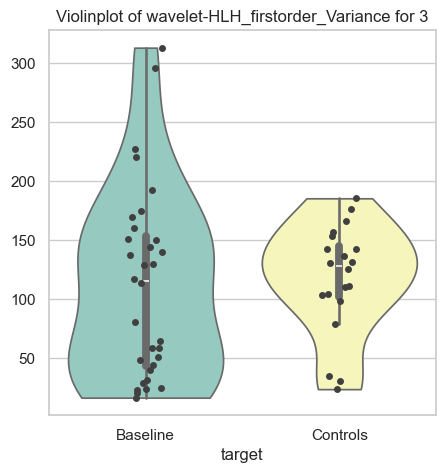 Violinplot of wavelet-HLH_firstorder_Variance for 3
300
250
200
150
100
50
Baseline
Controls
target